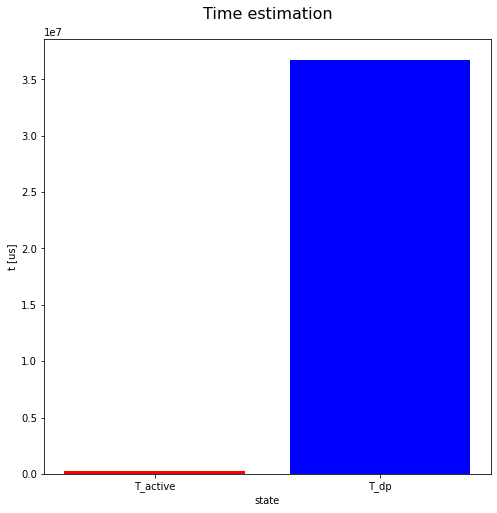 Time estimation
1e7
3.5
3.0
2.5
2.0
1.5
1.0
0.5
0.0
t [us]
T_active
T_dp
state